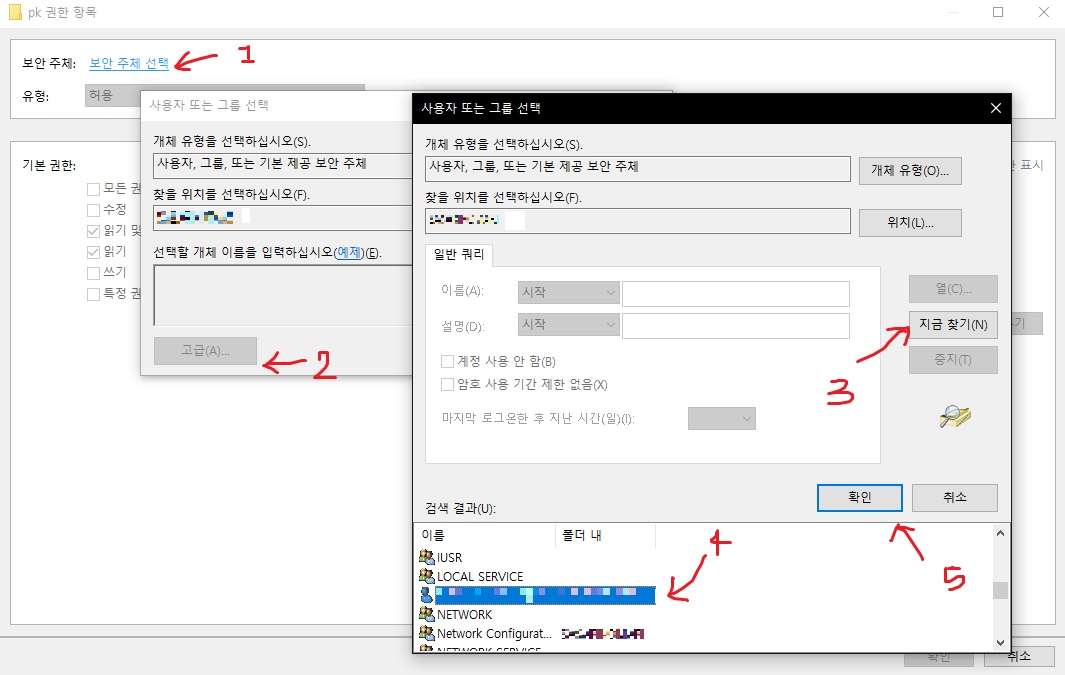 pk 권한 항목
보안 주체: 보안 주체 선택 1
유형: 허용
기본 권한:
모든 권
수정
읽기 및
읽기
쓰기
특정 권
사용자 또는 그룹 선택
개체 유형을 선택하십시오(S).
사용자, 그룹, 또는 기본 제공 보안 주체
찾을 위치를 선택하십시오(F).
선택할 개체 이름을 입력하십시오(예제)(E).
고급(A)... 2
사용자 또는 그룹 선택
개체 유형을 선택하십시오(S).
사용자, 그룹, 또는 기본 제공 보안 주체 개체 유형(O)...
찾을 위치를 선택하십시오(F).
위치(L)...
일반 쿼리
이름(A): 시작
설명(D): 시작
계정 사용 안 함(B)
암호 사용 기간 제한 없음(X)
마지막 로그온한 후 지난 시간(일)(I):
열(C)...
지금 찾기(N)
중지(T)
3
확인 취소
5
검색 결과(U):
이름 폴더 내
IUSR
LOCAL SERVICE
4
NETWORK
Network Configurat...
NETWORK SERVICE
표시
기
확인 취소